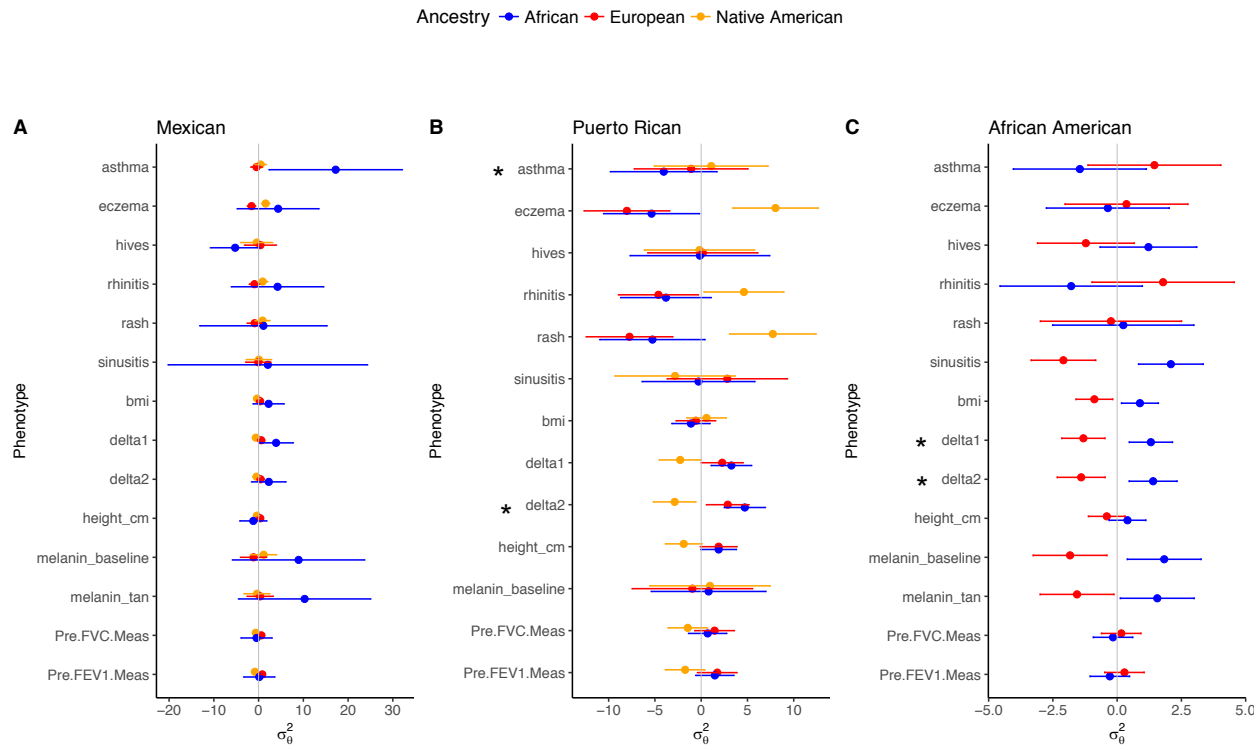 Ancestry African European Native American
A Mexican
asthma
eczema
hives
rhinitis
rash
sinusitis
bmi
delta1
delta2
height_cm
melanin_baseline
melanin_tan
Pre.FVC.Meas
Pre.FEV1.Meas
Phenotype
−20 −10 0 10 20 30
σ²θ
B Puerto Rican
* asthma
eczema
hives
rhinitis
rash
sinusitis
bmi
delta1
* delta2
height_cm
melanin_baseline
Pre.FVC.Meas
Pre.FEV1.Meas
Phenotype
−10 −5 0 5 10
σ²θ
C African American
asthma
eczema
hives
rhinitis
rash
sinusitis
bmi
* delta1
* delta2
height_cm
melanin_baseline
melanin_tan
Pre.FVC.Meas
Pre.FEV1.Meas
Phenotype
−5.0 −2.5 0.0 2.5 5.0
σ²θ